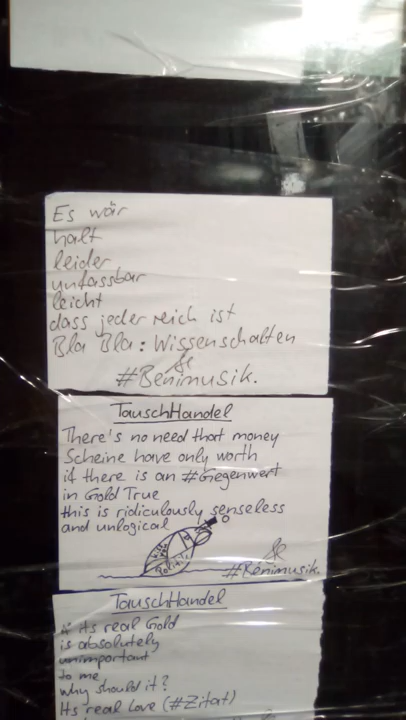 Es wär
halt
leider
unfassbar
leicht
dass jeder reich ist
Bla Bla: Wissenschalten
&
#Benimusik.
TauschHandel
There's no need that money
Scheine have only worth
if there is an #Gegenwert
in Gold True
this is ridiculously senseless
and unlogical
&
#Benimusik.
TauschHandel
if its real Gold
is absolutely
unimportant
to me
why should it?
Its real Love (#Zitat)